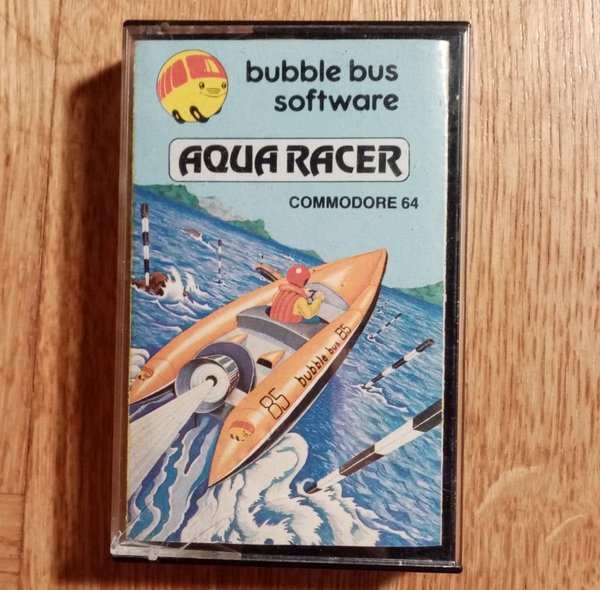 bubble bus
software
AQUA RACER
COMMODORE 64
85
bubble bus 85